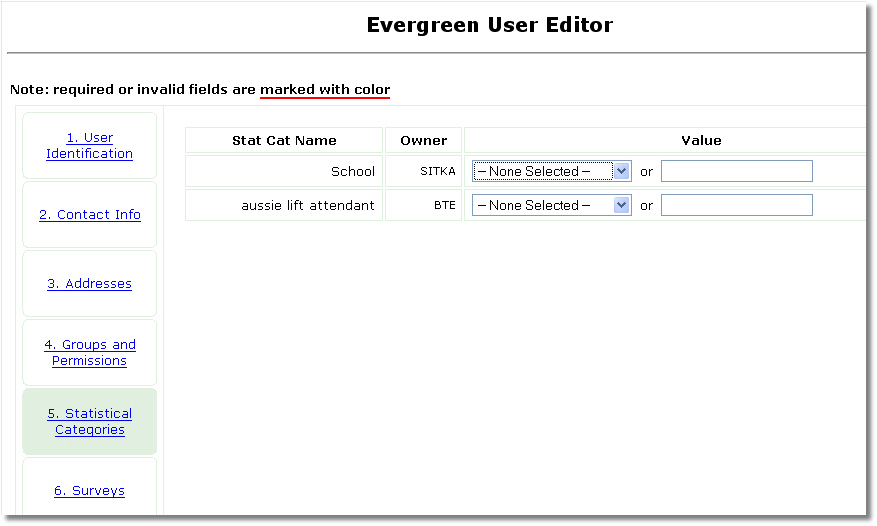 Evergreen User Editor
Note: required or invalid fields are marked with color
1. User
Identification
2. Contact Info
3. Addresses
4. Groups and
Permissions
5. Statistical
Categories
6. Surveys
Stat Cat Name Owner Value
School SITKA -- None Selected -- or
aussie lift attendant BTE -- None Selected -- or